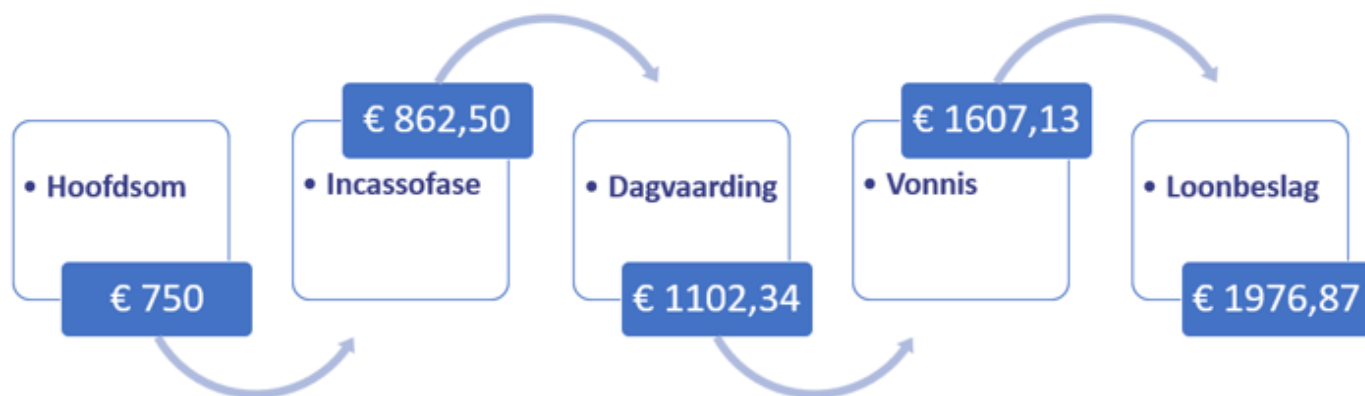 • Hoofdsom
€ 750
€ 862,50
• Incassofase
• Dagvaarding
€ 1102,34
€ 1607,13
• Vonnis
• Loonbeslag
€ 1976,87